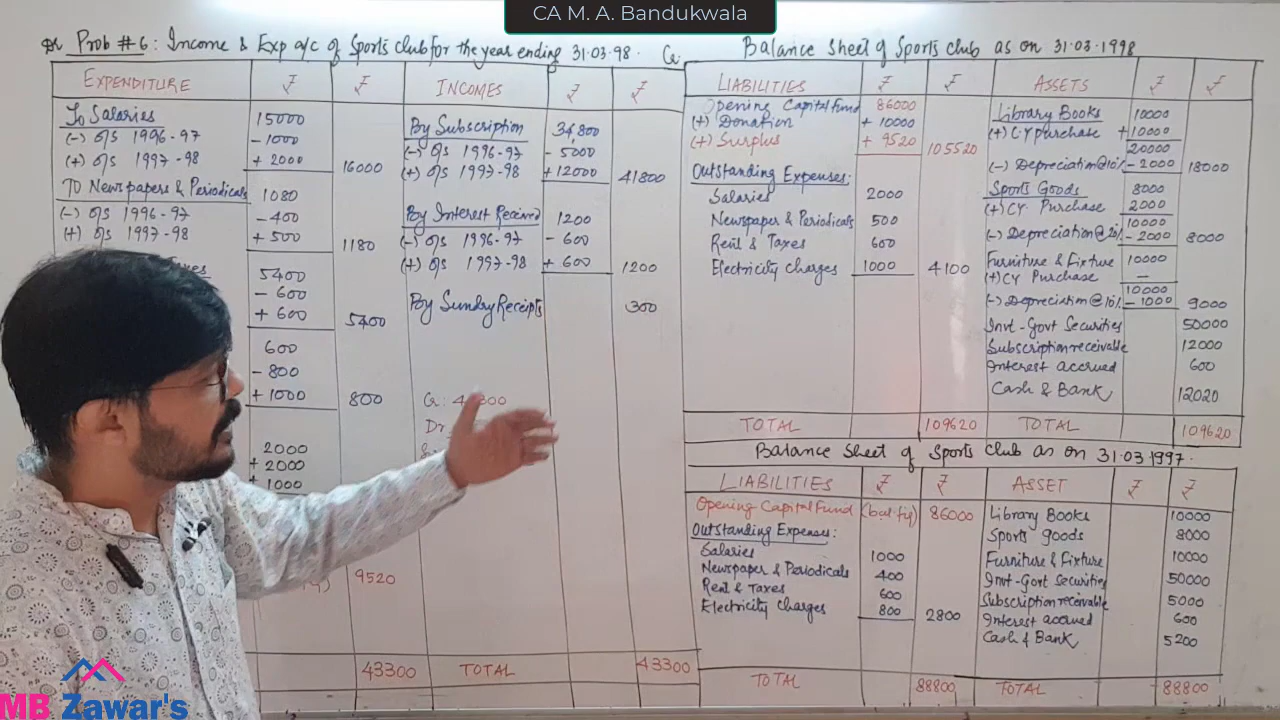 CA M. A. Bandukwala
Dr Prob # 6 : Income & Exp a/c of Sports club for the year ending 31.03.98. Cr
EXPENDITURE ₹ ₹ INCOMES ₹ ₹
To Salaries 15000
(-) o/s 1996-97 - 1000
(+) o/s 1997-98 + 2000 16000
To Newspapers & Periodicals 1080
(-) o/s 1996-97 - 400
(+) o/s 1997-98 + 500 1180
5400
- 600
+ 600 5400
600
- 800
+ 1000 800
2000
+ 2000
+ 1000
9520
43300
By Subscription 34,800
(-) o/s 1996-97 - 5000
(+) o/s 1997-98 + 12000 41800
By Interest Received 1200
(-) o/s 1996-97 - 600
(+) o/s 1997-98 + 600 1200
By Sundry Receipts 300
Cr:
Dr
TOTAL 43300
Balance Sheet of Sports club as on 31.03.1998
LIABILITIES ₹ ₹ ASSETS ₹ ₹
Opening Capital Fund 86000
(+) Donation + 10000
(+) Surplus + 9520 105520
Outstanding Expenses:
Salaries 2000
Newspaper & Periodicals 500
Rent & Taxes 600
Electricity charges 1000 4100
TOTAL 109620
Library Books 10000
(+) CY purchase + 10000
20000
(-) Depreciation @ 10% - 2000 18000
Sports Goods 8000
(+) CY Purchase 2000
10000
(-) Depreciation @ 20% - 2000 8000
Furniture & Fixture 10000
(+) CY Purchase —
10000
(-) Depreciation @ 10% - 1000 9000
Invt-Govt Securities 50000
Subscription receivable 12000
Interest accrued 600
Cash & Bank 12020
TOTAL 109620
Balance Sheet of Sports Club as on 31.03.1997.
LIABILITIES ₹ ₹ ASSET ₹ ₹
Opening Capital Fund (bal fig) 86000
Outstanding Expenses:
Salaries 1000
Newspaper & Periodicals 400
Rent & Taxes 600
Electricity charges 800 2800
TOTAL 88800
Library Books 10000
Sports goods 8000
Furniture & Fixture 10000
Invt-Govt Securities 50000
Subscription receivable 5000
Interest accrued 600
Cash & Bank 5200
TOTAL 88800
MB Zawar's